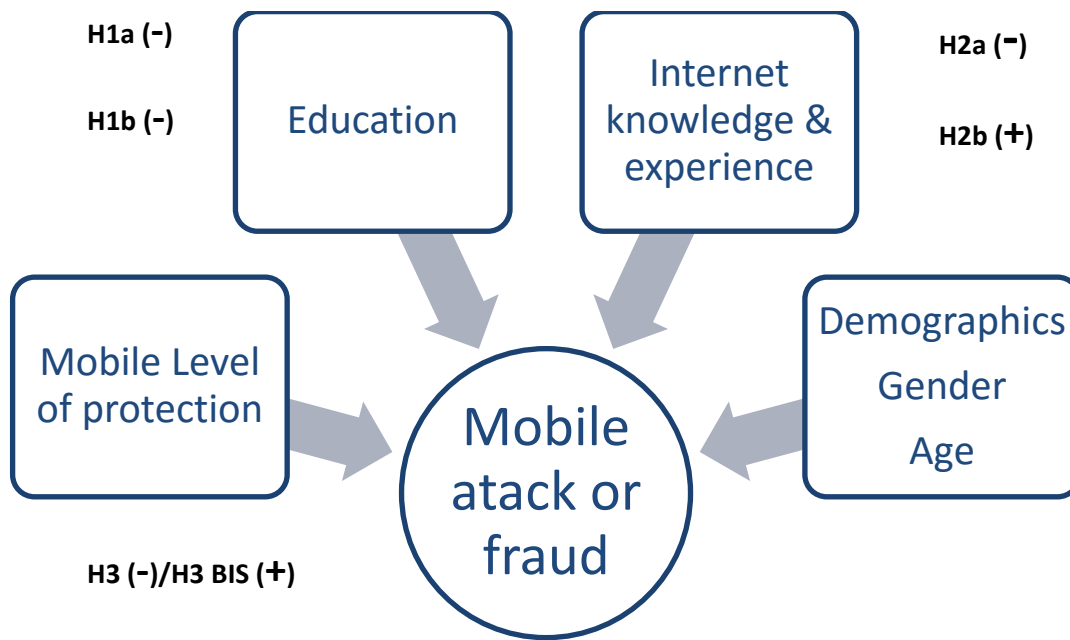 H1a (-)
H1b (-)
Education
Internet
knowledge &
experience
H2a (-)
H2b (+)
Mobile Level
of protection
Demographics
Gender
Age
Mobile
atack or
fraud
H3 (-)/H3 BIS (+)